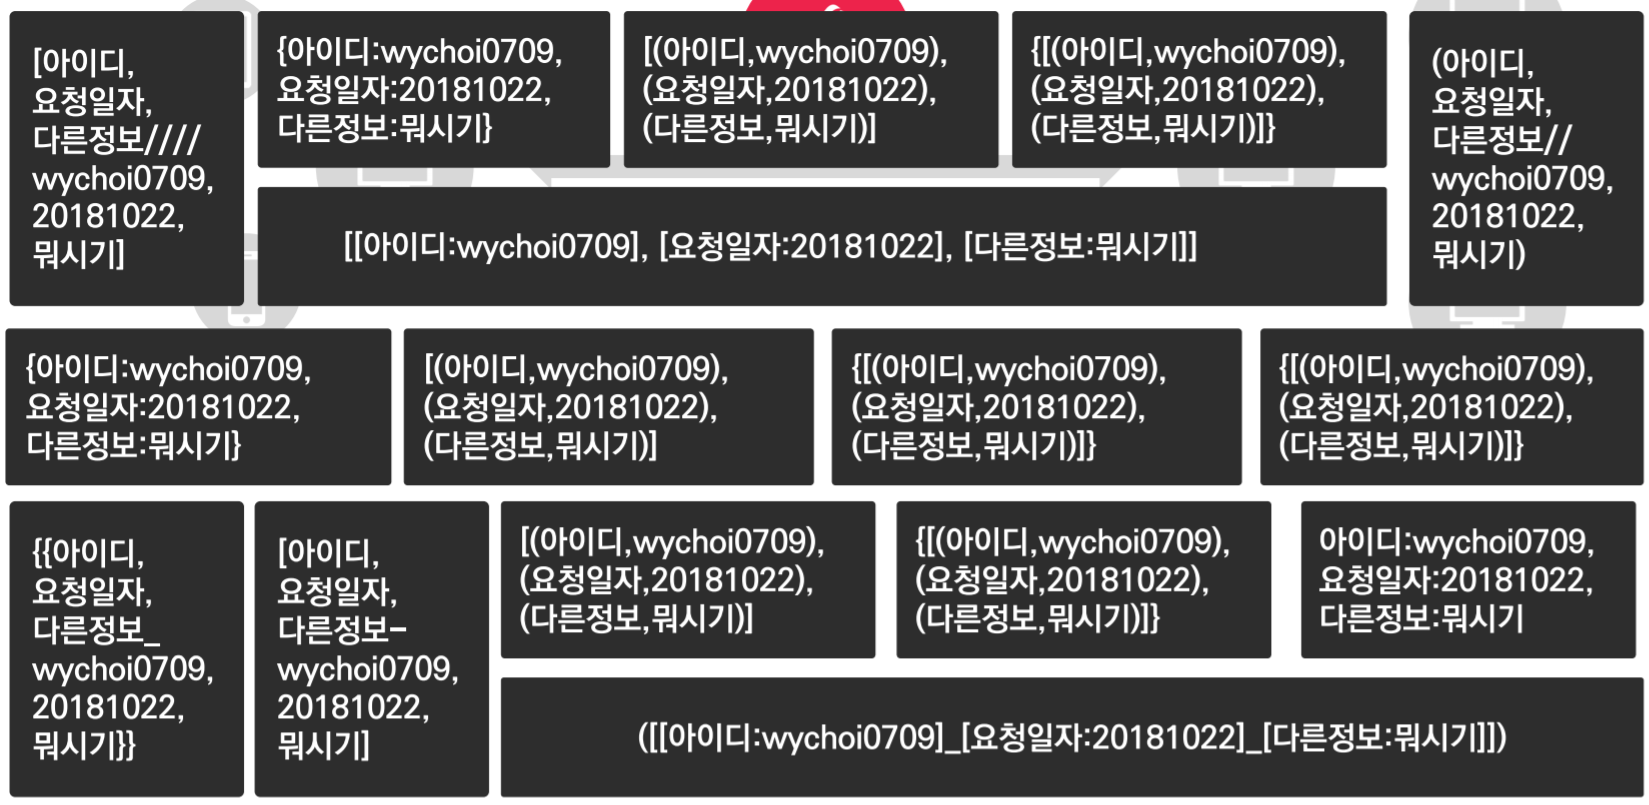 [아이디,
요청일자,
다른정보////
wychoi0709,
20181022,
뭐시기]
{아이디:wychoi0709,
요청일자:20181022,
다른정보:뭐시기}
[(아이디,wychoi0709),
(요청일자,20181022),
(다른정보,뭐시기)]
{[(아이디,wychoi0709),
(요청일자,20181022),
(다른정보,뭐시기)]}
(아이디,
요청일자,
다른정보//
wychoi0709,
20181022,
뭐시기)
[[아이디:wychoi0709], [요청일자:20181022], [다른정보:뭐시기]]
{아이디:wychoi0709,
요청일자:20181022,
다른정보:뭐시기}
[(아이디,wychoi0709),
(요청일자,20181022),
(다른정보,뭐시기)]
{[(아이디,wychoi0709),
(요청일자,20181022),
(다른정보,뭐시기)]}
{[(아이디,wychoi0709),
(요청일자,20181022),
(다른정보,뭐시기)]}
{{아이디,
요청일자,
다른정보_
wychoi0709,
20181022,
뭐시기}}
[아이디,
요청일자,
다른정보-
wychoi0709,
20181022,
뭐시기]
[(아이디,wychoi0709),
(요청일자,20181022),
(다른정보,뭐시기)]
{[(아이디,wychoi0709),
(요청일자,20181022),
(다른정보,뭐시기)]}
아이디:wychoi0709,
요청일자:20181022,
다른정보:뭐시기
([[아이디:wychoi0709]_[요청일자:20181022]_[다른정보:뭐시기]])